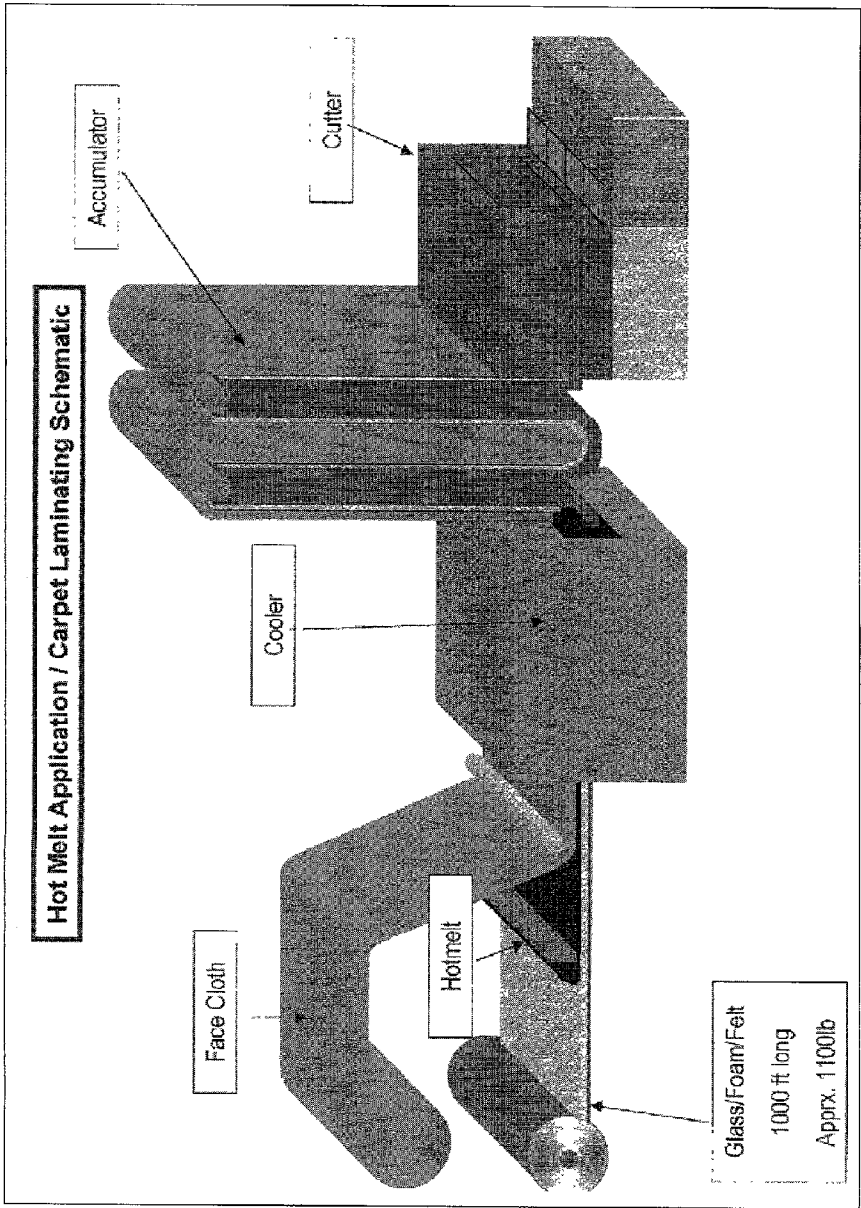 Hot Melt Application / Carpet Laminating Schematic
Accumulator
Cutter
Cooler
Face Cloth
Hotmelt
Glass/Foam/Felt
1000 ft long
Apprx. 1100lb